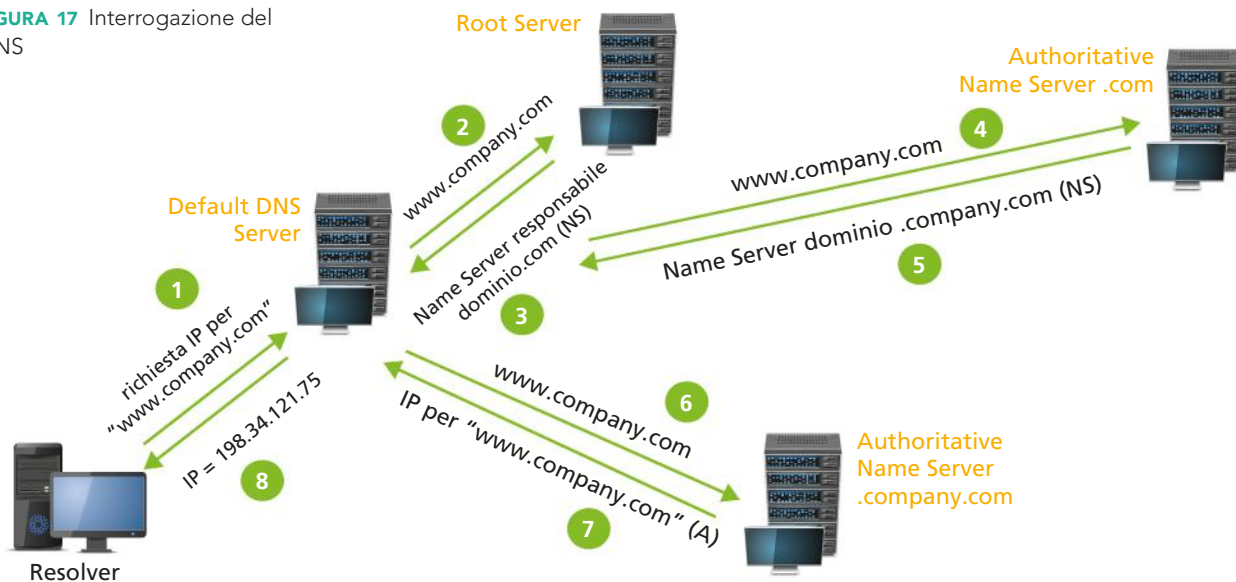 GURA 17 Interrogazione del
NS
Root Server
Authoritative
Name Server .com
2
www.company.com
4
www.company.com
Default DNS
Server
Name Server responsabile
dominio.com (NS)
3
Name Server dominio .company.com (NS)
5
1
richiesta IP per
"www.company.com"
IP = 198.34.121.75
8
www.company.com
6
IP per "www.company.com" (A)
7
Authoritative
Name Server
.company.com
Resolver